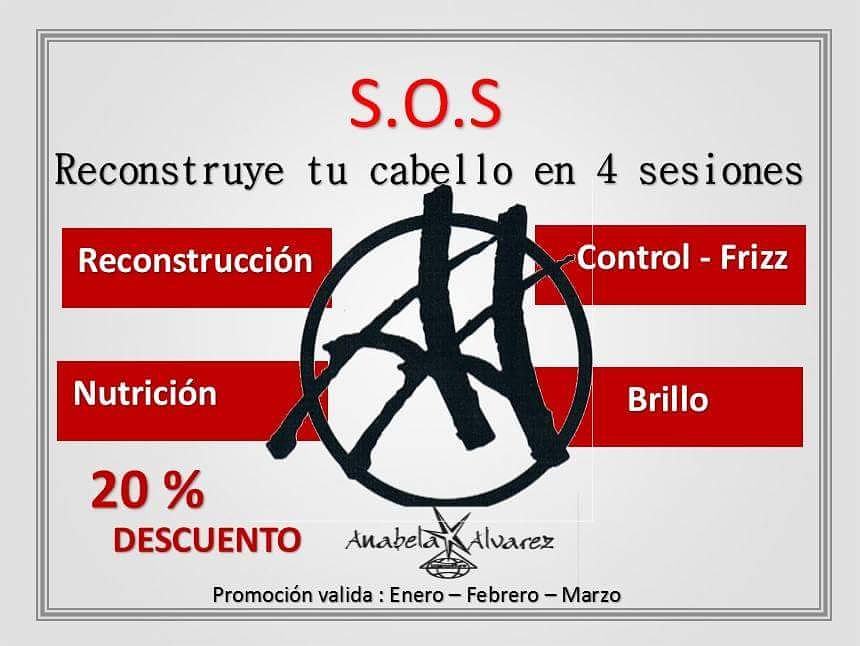 S.O.S
Reconstruye tu cabello en 4 sesiones
Reconstrucción
Control - Frizz
Nutrición
Brillo
20 %
DESCUENTO
Anabela Alvarez
Promoción valida : Enero – Febrero – Marzo